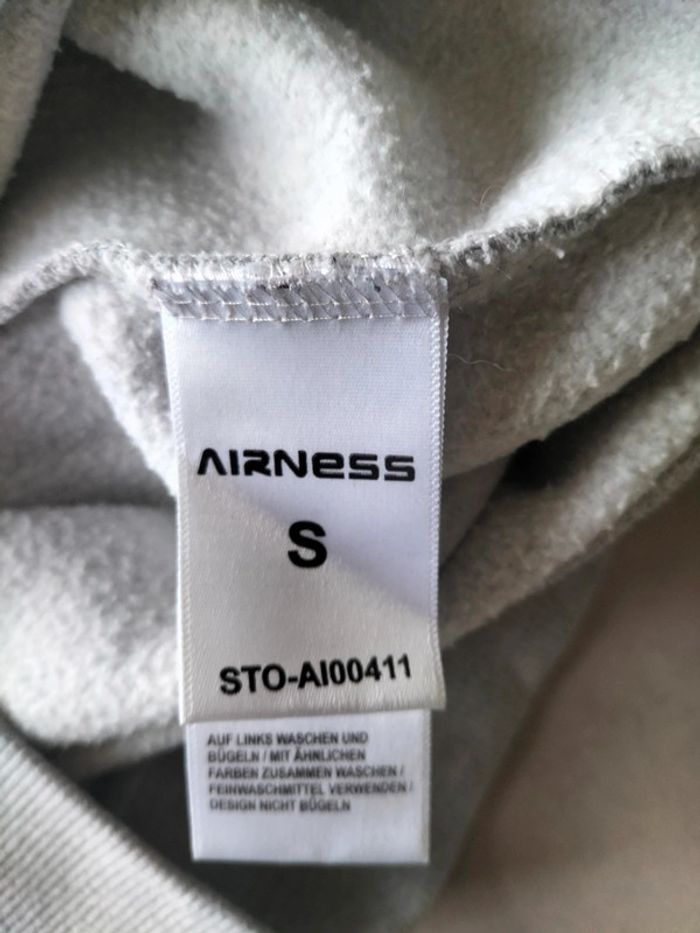 AIRNESS
S
STO-AI00411
AUF LINKS WASCHEN UND
BÜGELN / MIT ÄHNLICHEN
FARBEN ZUSAMMEN WASCHEN /
FEINWASCHMITTEL VERWENDEN /
DESIGN NICHT BÜGELN